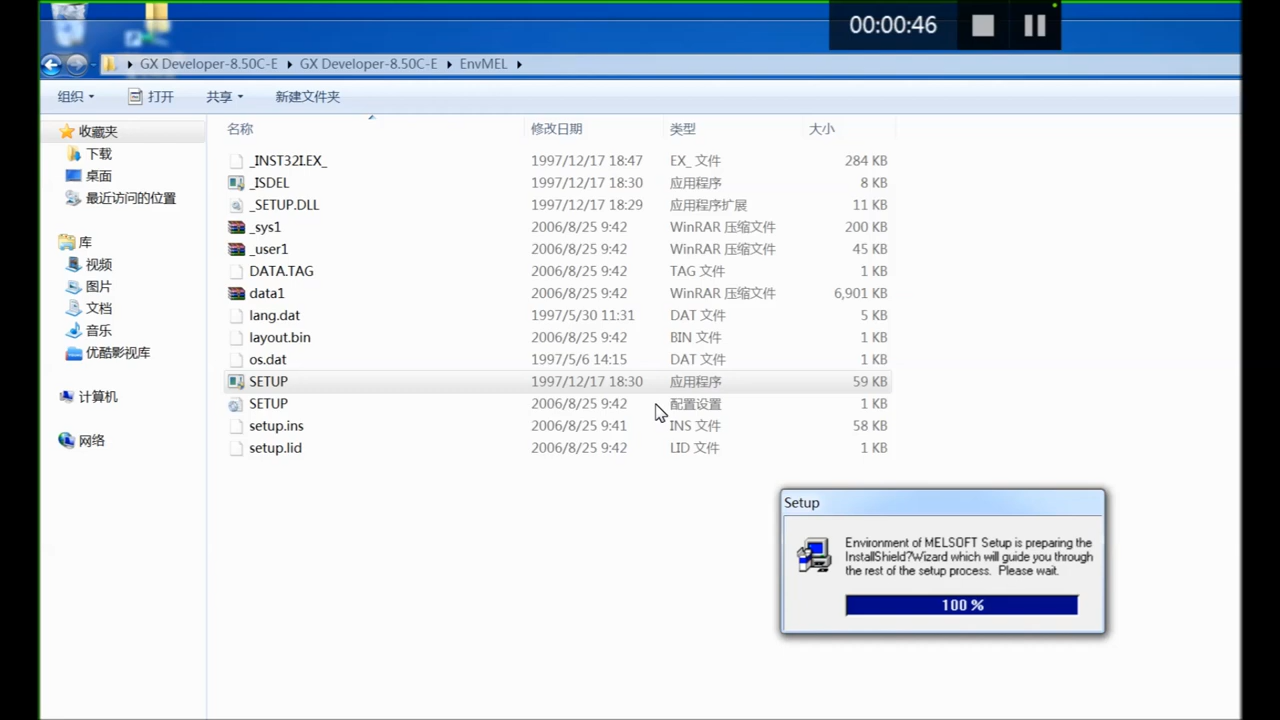 00:00:46
GX Developer-8.50C-E GX Developer-8.50C-E EnvMEL
组织 打开 共享 新建文件夹
收藏夹
下载
桌面
最近访问的位置
库
视频
图片
文档
音乐
优酷影视库
计算机
网络
名称 修改日期 类型 大小
_INST32I.EX_ 1997/12/17 18:47 EX_ 文件 284 KB
_ISDEL 1997/12/17 18:30 应用程序 8 KB
_SETUP.DLL 1997/12/17 18:29 应用程序扩展 11 KB
_sys1 2006/8/25 9:42 WinRAR 压缩文件 200 KB
_user1 2006/8/25 9:42 WinRAR 压缩文件 45 KB
DATA.TAG 2006/8/25 9:42 TAG 文件 1 KB
data1 2006/8/25 9:42 WinRAR 压缩文件 6,901 KB
lang.dat 1997/5/30 11:31 DAT 文件 5 KB
layout.bin 2006/8/25 9:42 BIN 文件 1 KB
os.dat 1997/5/6 14:15 DAT 文件 1 KB
SETUP 1997/12/17 18:30 应用程序 59 KB
SETUP 2006/8/25 9:42 配置设置 1 KB
setup.ins 2006/8/25 9:41 INS 文件 58 KB
setup.lid 2006/8/25 9:42 LID 文件 1 KB
Setup
Environment of MELSOFT Setup is preparing the
InstallShield?Wizard which will guide you through
the rest of the setup process. Please wait.
100 %